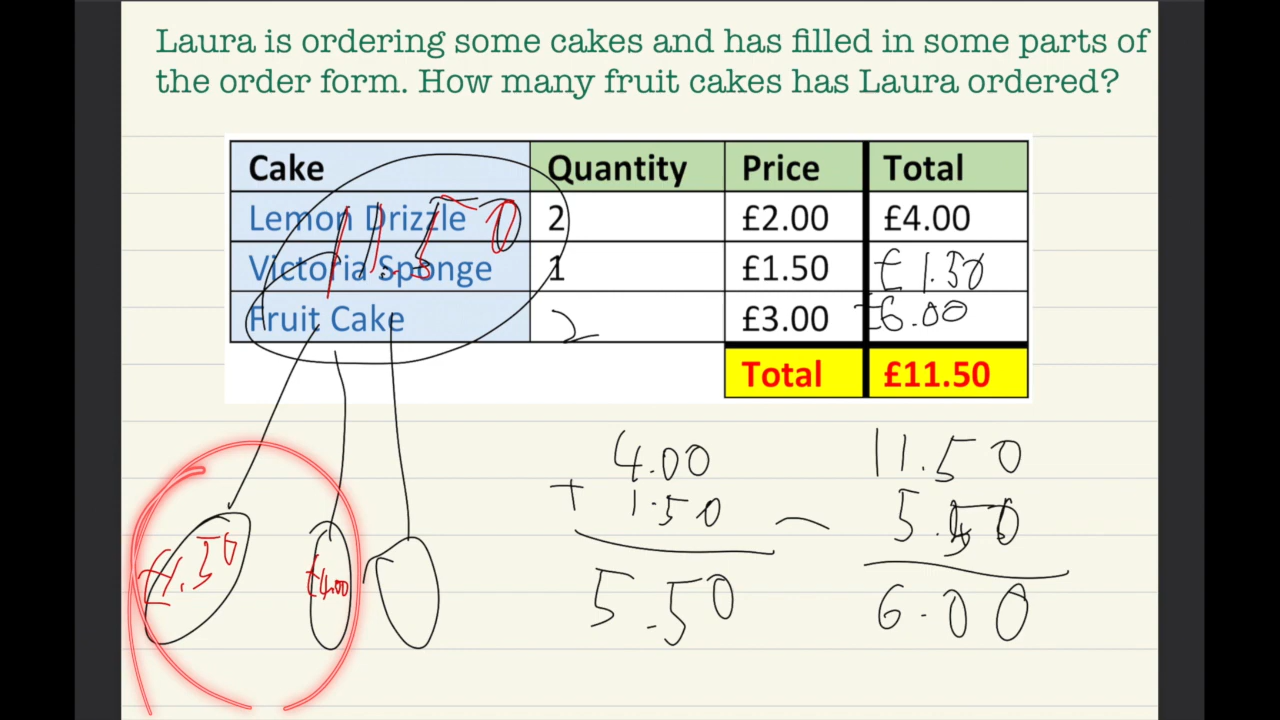 Laura is ordering some cakes and has filled in some parts of
the order form. How many fruit cakes has Laura ordered?
Cake Quantity Price Total
Lemon Drizzle 2 £2.00 £4.00
Victoria Sponge 1 £1.50 £1.50
Fruit Cake 2 £3.00 £6.00
Total £11.50
11.50
4.00 11.50
+ 1.50 - 5.50
5.50 6.00
£1.50 £4.00